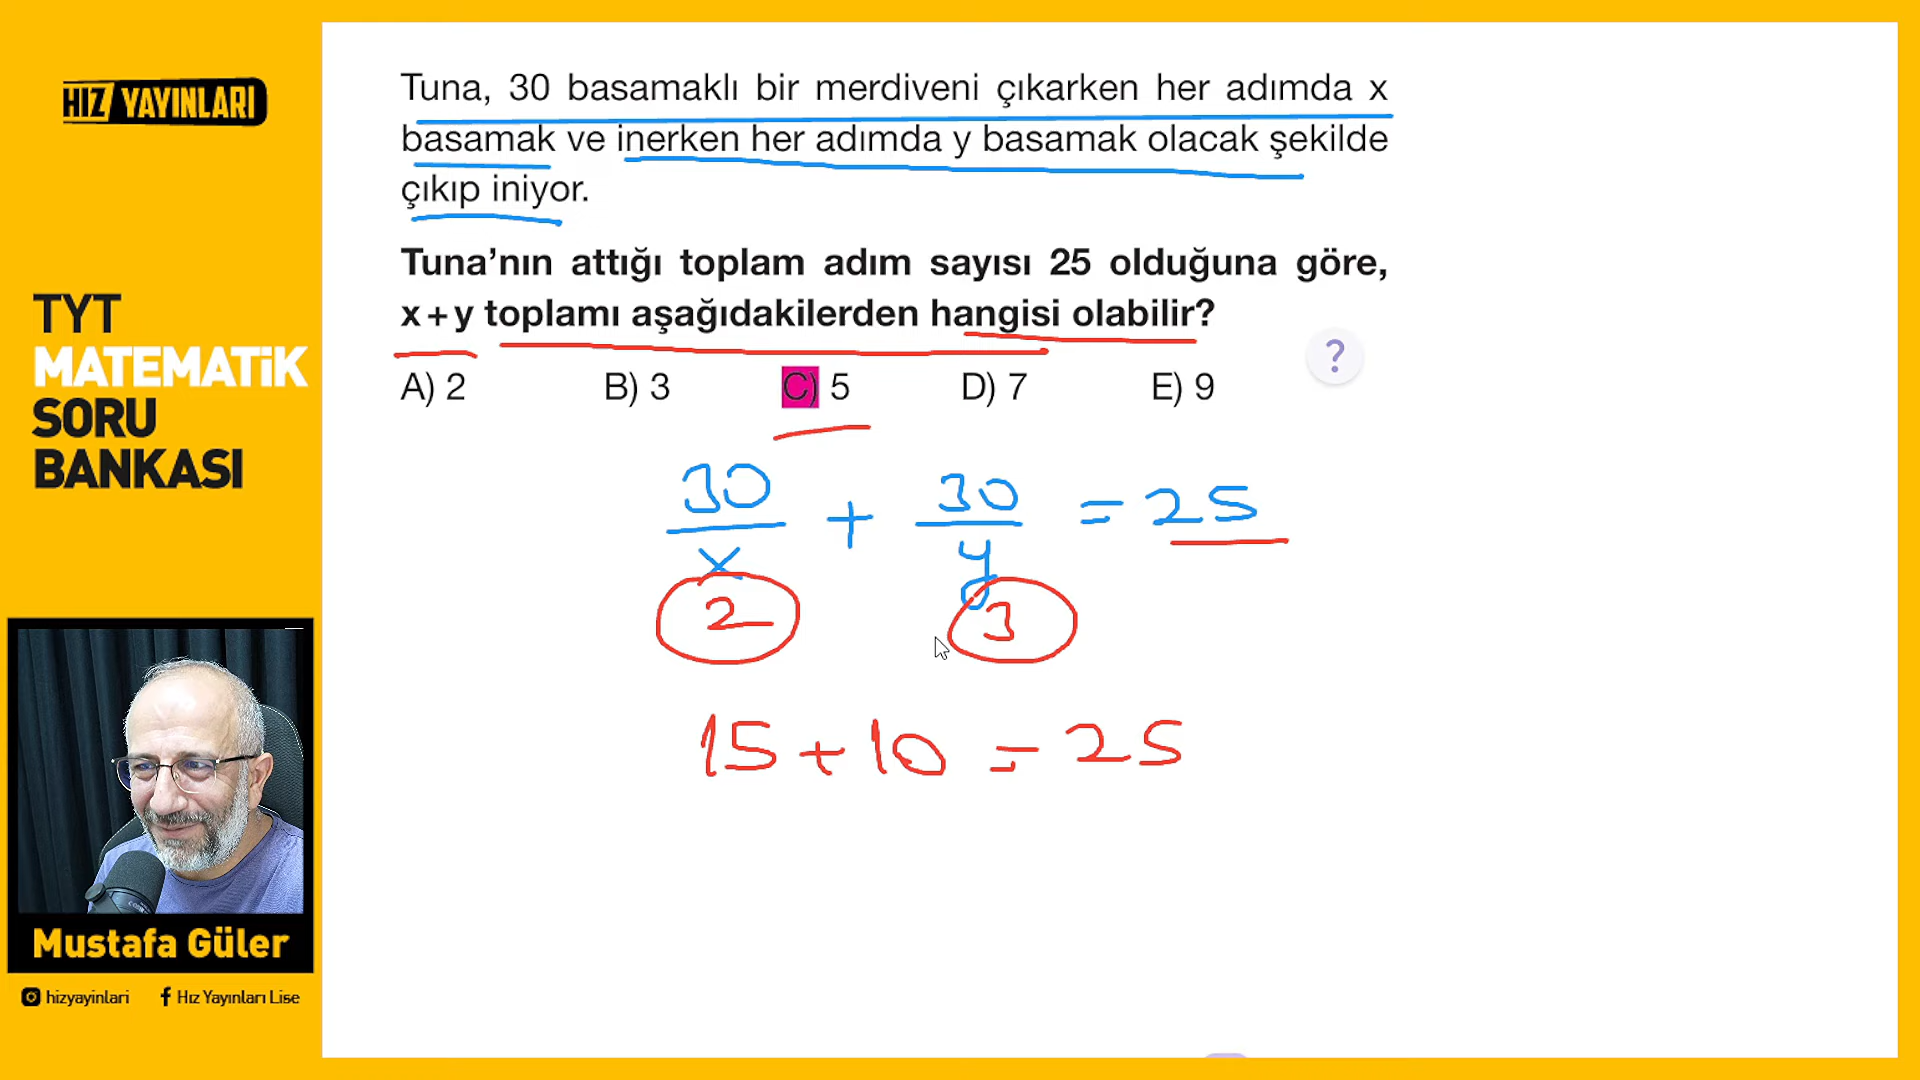 HIZ YAYINLARI
TYT
MATEMATİK
SORU
BANKASI
Tuna, 30 basamaklı bir merdiveni çıkarken her adımda x
basamak ve inerken her adımda y basamak olacak şekilde
çıkıp iniyor.
Tuna’nın attığı toplam adım sayısı 25 olduğuna göre,
x+y toplamı aşağıdakilerden hangisi olabilir?
?
A) 2 B) 3 C) 5 D) 7 E) 9
30 + 30 = 25
x y
2 3
15 + 10 = 25
Mustafa Güler
hizyayinlari f Hız Yayınları Lise